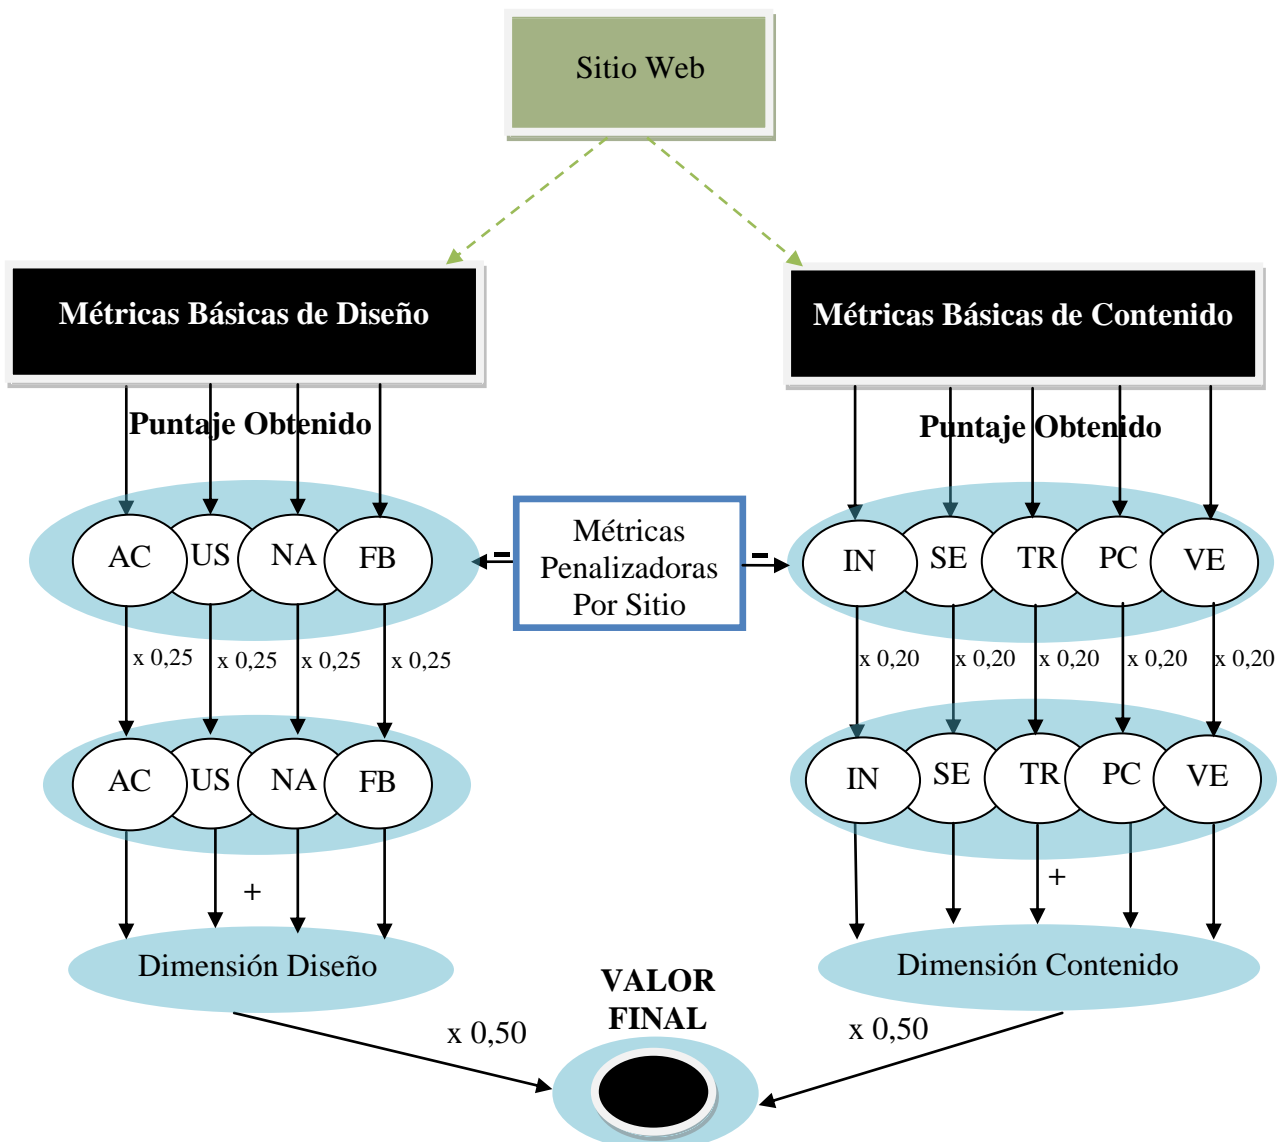 Sitio Web
Métricas Básicas de Diseño
Métricas Básicas de Contenido
Puntaje Obtenido
Puntaje Obtenido
AC
US
NA
FB
-
Métricas
Penalizadoras
Por Sitio
-
IN
SE
TR
PC
VE
x 0,25
x 0,25
x 0,25
x 0,25
x 0,20
x 0,20
x 0,20
x 0,20
x 0,20
AC
US
NA
FB
IN
SE
TR
PC
VE
+
+
Dimensión Diseño
Dimensión Contenido
VALOR
FINAL
x 0,50
x 0,50